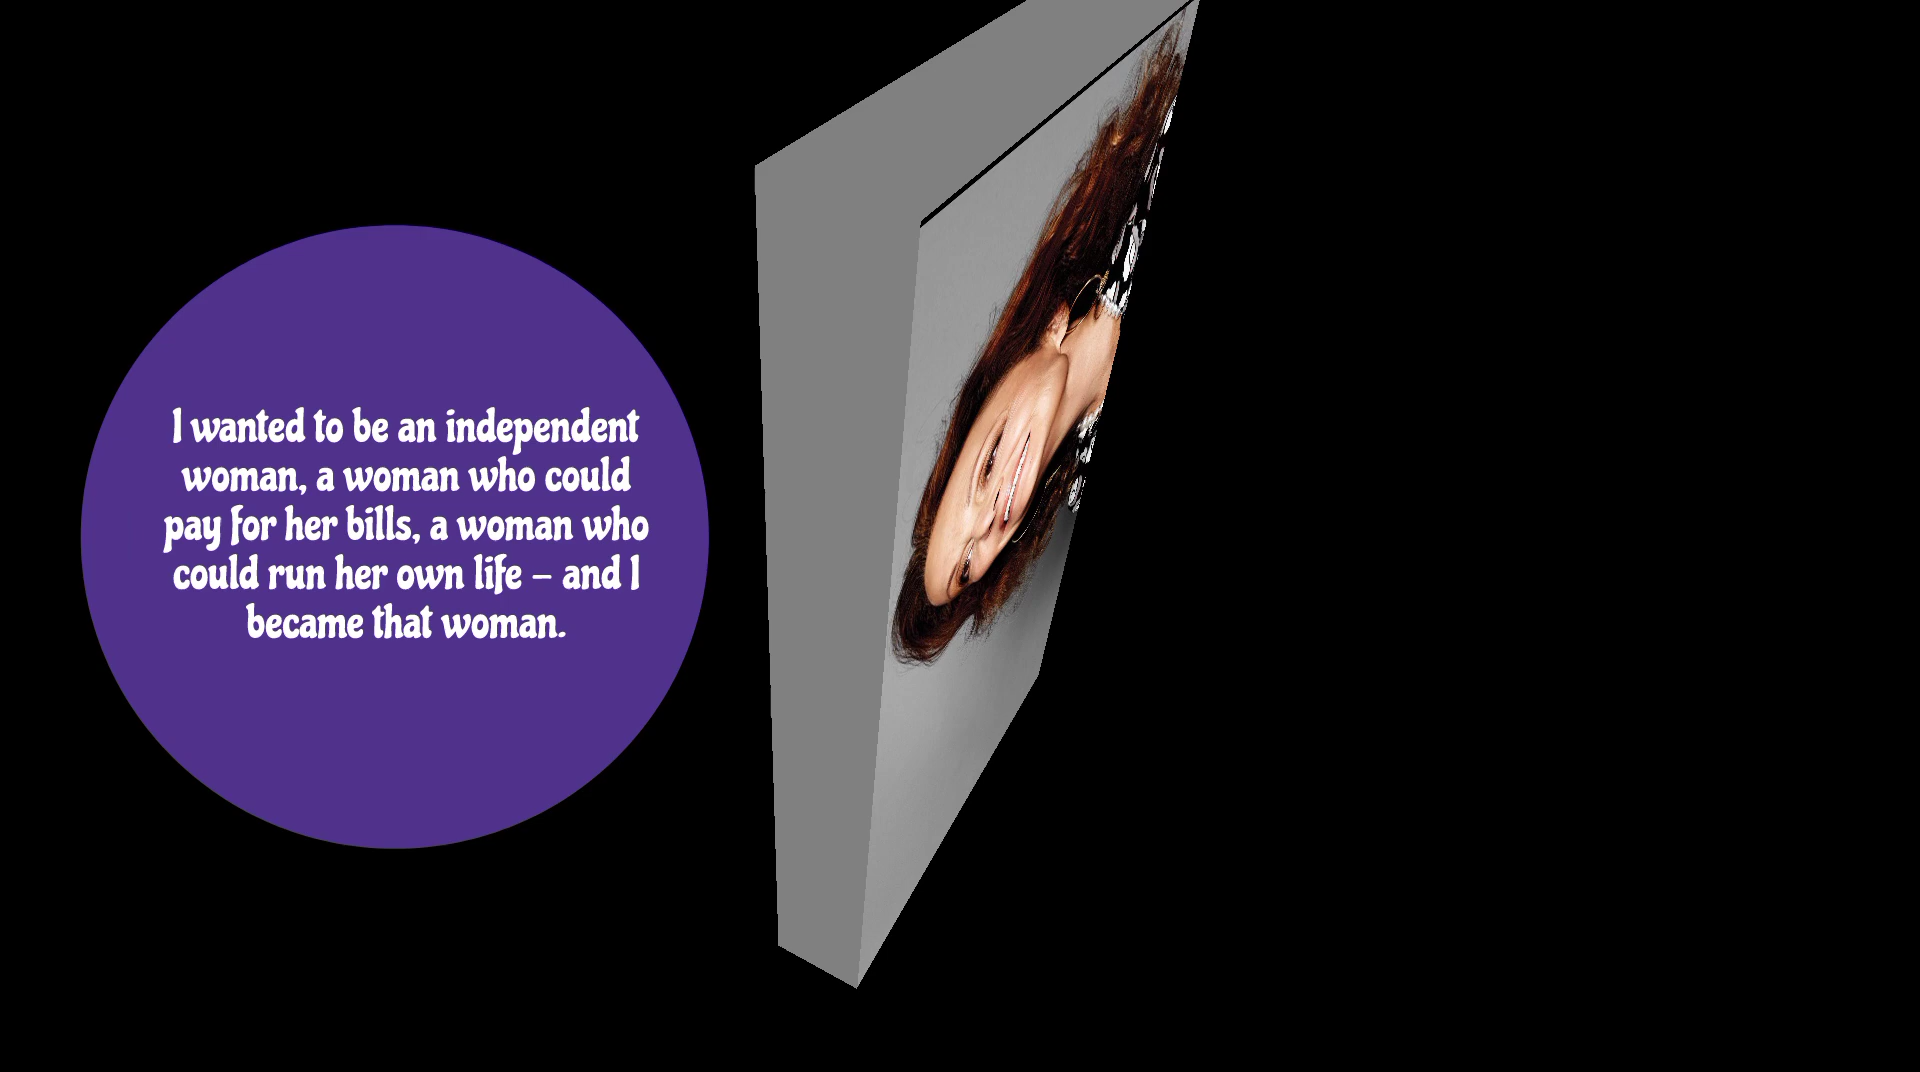 I wanted to be an independent
woman, a woman who could
pay for her bills, a woman who
could run her own life – and I
became that woman.